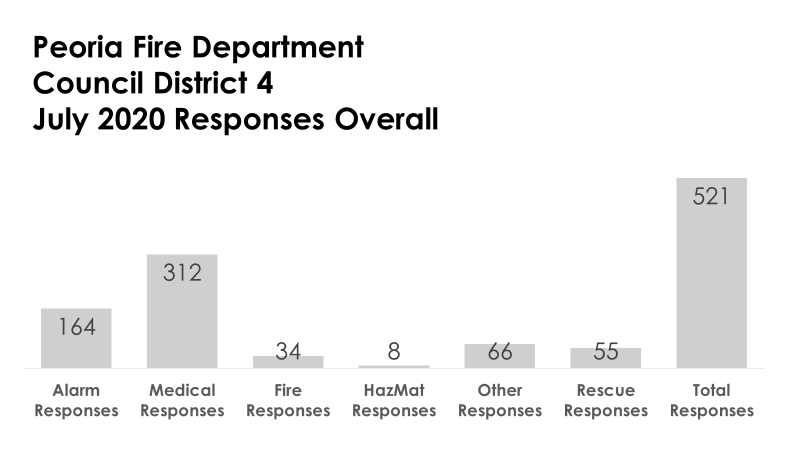 Peoria Fire Department
Council District 4
July 2020 Responses Overall
521
312
164
34
8
66
55
Alarm Responses
Medical Responses
Fire Responses
HazMat Responses
Other Responses
Rescue Responses
Total Responses